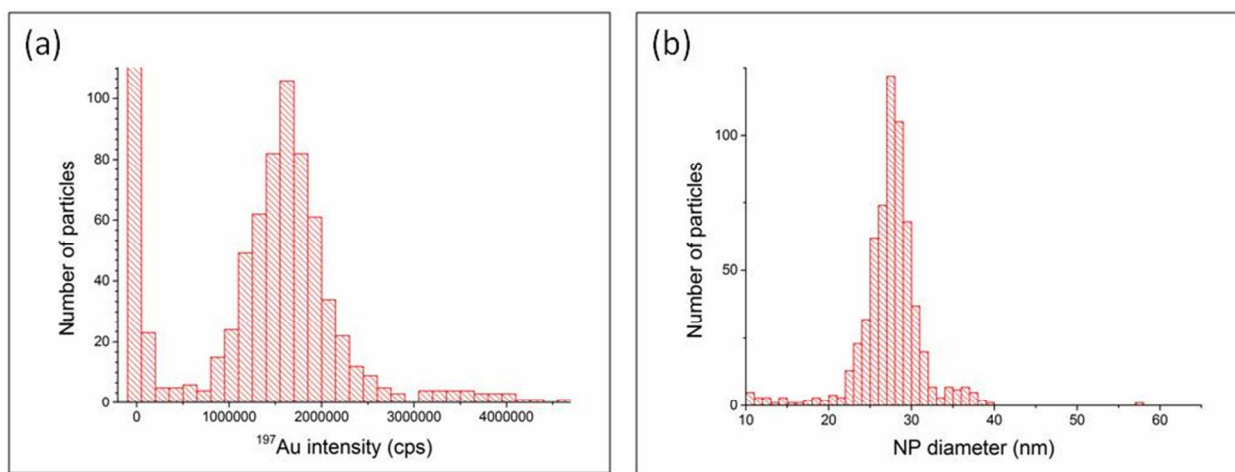 (a)
Number of particles
100
80
60
40
20
0
0 1000000 2000000 3000000 4000000
¹⁹⁷Au intensity (cps)
(b)
Number of particles
100
50
0
10 20 30 40 50 60
NP diameter (nm)